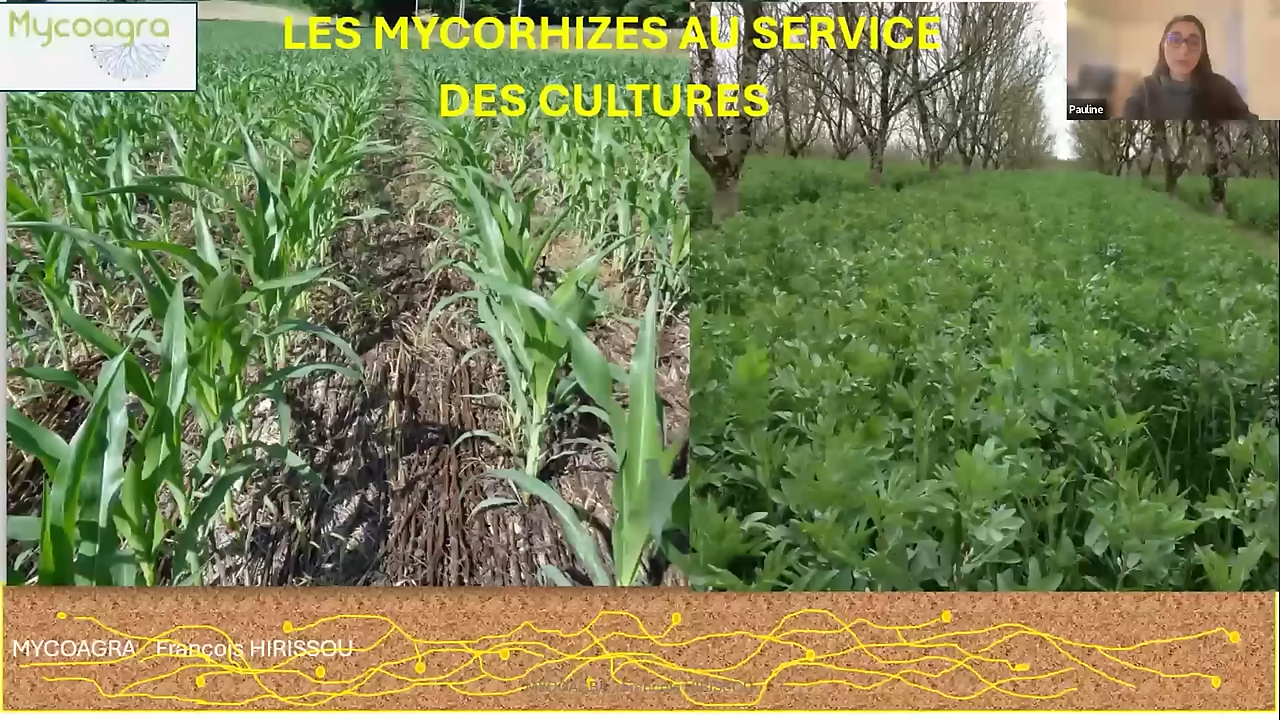 Mycoagra
LES MYCORHIZES AU SERVICE
DES CULTURES
Pauline
MYCOAGRA François HIRISSOU